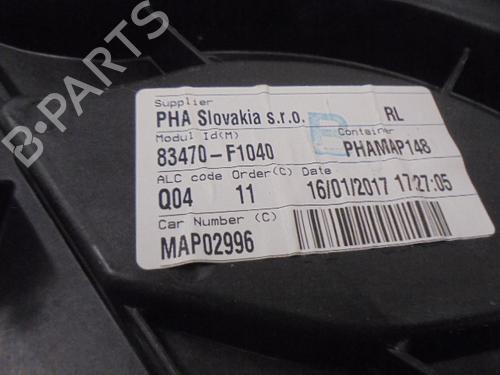 Supplier
PHA Slovakia s.r.o. RL
Modul Id(M) Container
83470-F1040 PHAMAP148
ALC code Order(C) Date
Q04 11 16/01/2017 17:27:05
Car Number (C)
MAP02996
B-PARTS